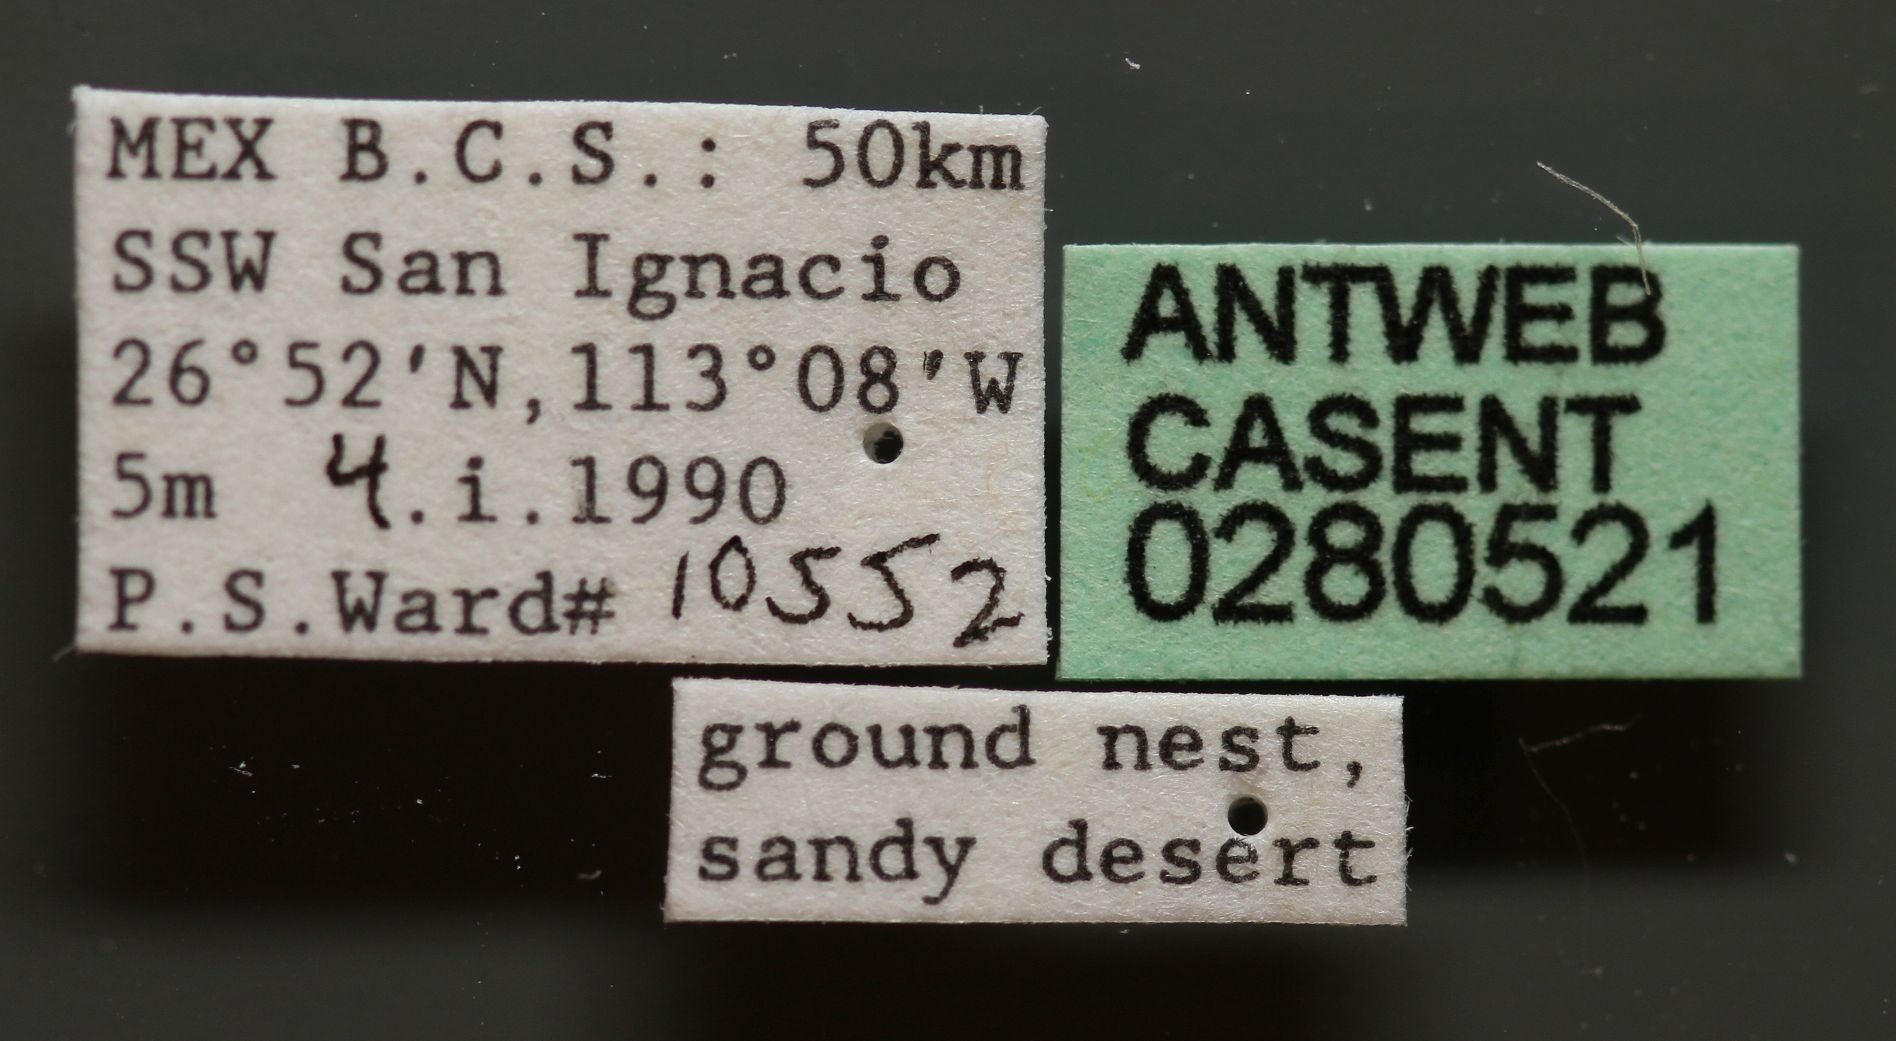 MEX B.C.S.: 50km
SSW San Ignacio
26°52'N,113°08'W
5m 4.i.1990
P.S.Ward# 10552
ANTWEB
CASENT
0280521
ground nest,
sandy desert